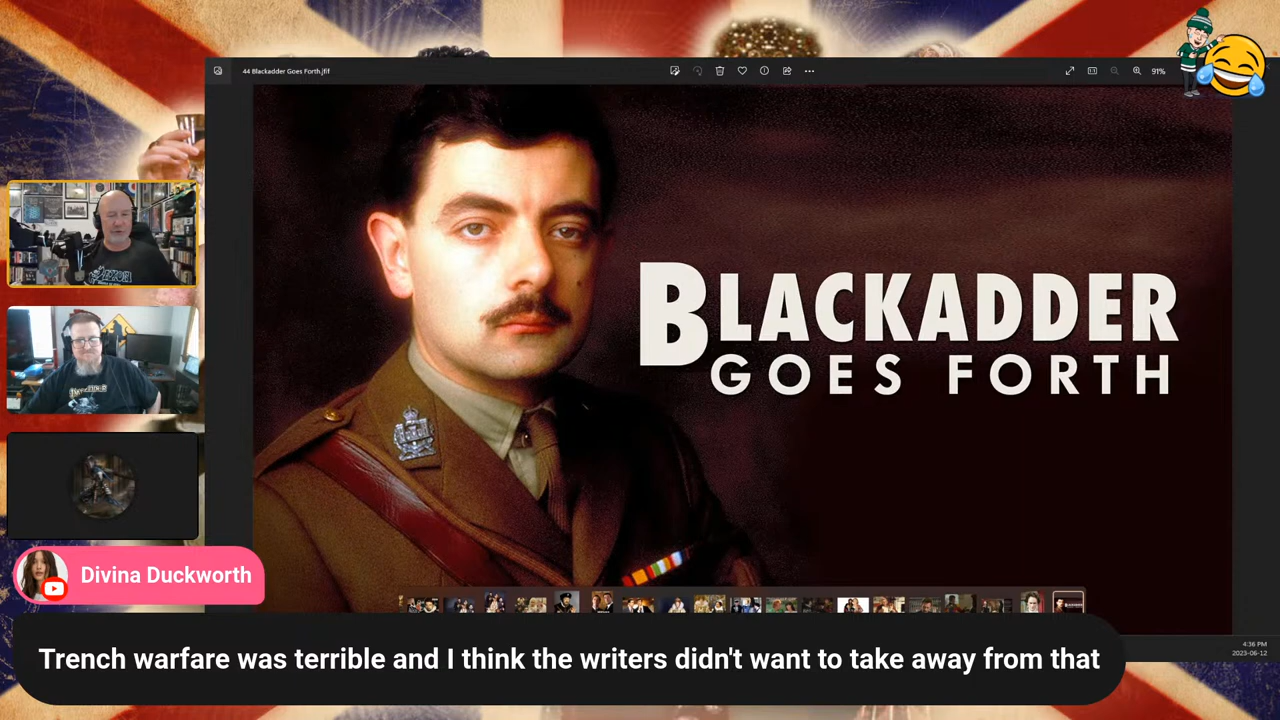 44 Blackadder Goes Forth.jfif
91%
BLACKADDER
GOES FORTH
Divina Duckworth
Trench warfare was terrible and I think the writers didn't want to take away from that
4:36 PM
2023-06-12